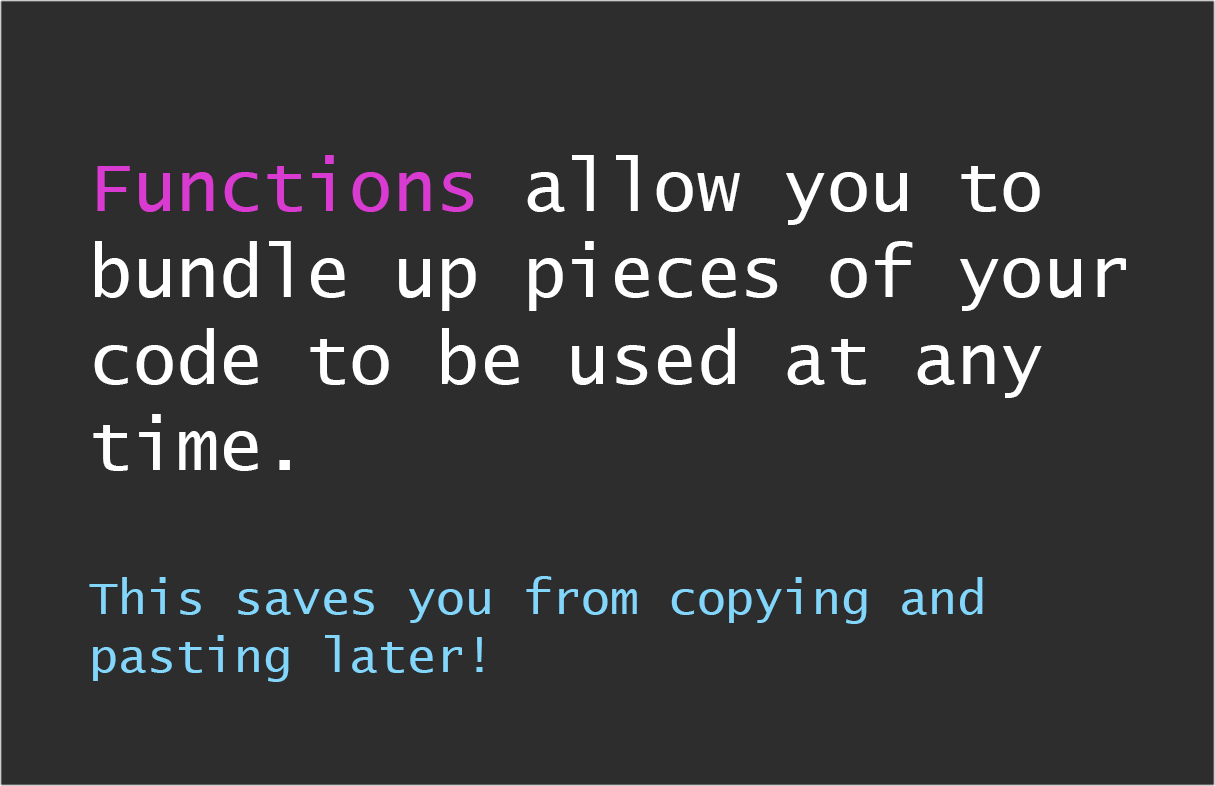 Functions allow you to
bundle up pieces of your
code to be used at any
time.
This saves you from copying and
pasting later!